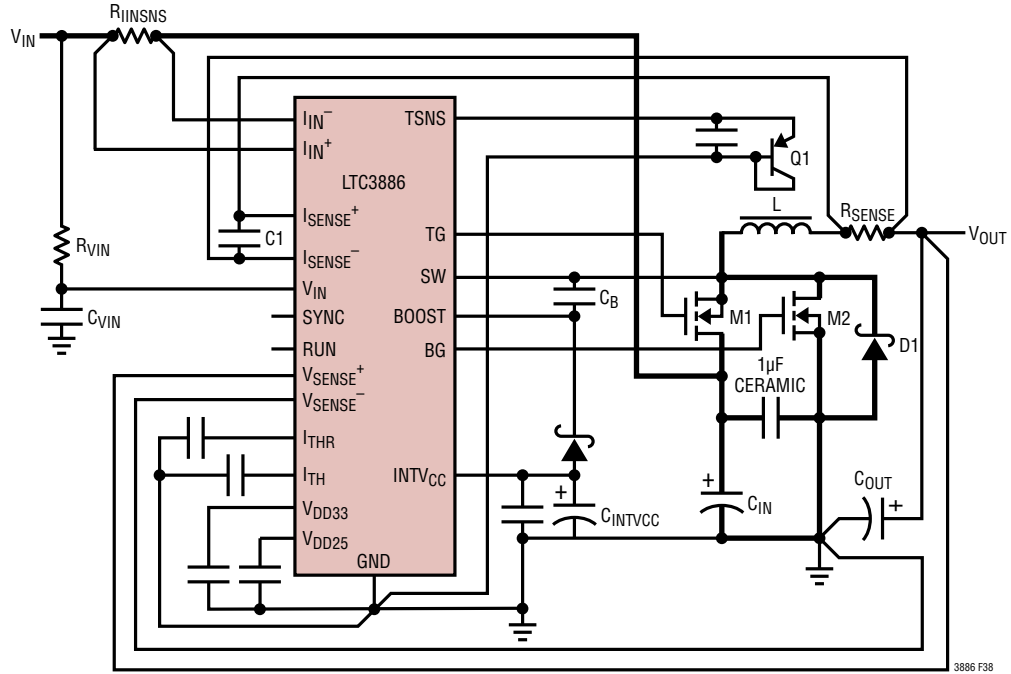 RIINSNS
VIN
IIN–
IIN+
LTC3886
ISENSE+
ISENSE–
VIN
SYNC
RUN
VSENSE+
VSENSE–
ITHR
ITH
VDD33
VDD25
GND
TSNS
TG
SW
BOOST
BG
INTVCC
C1
RVIN
CVIN
Q1
L
RSENSE
VOUT
CB
M1
M2
D1
1µF
CERAMIC
+
CINTVCC
+
CIN
COUT
+
3886 F38